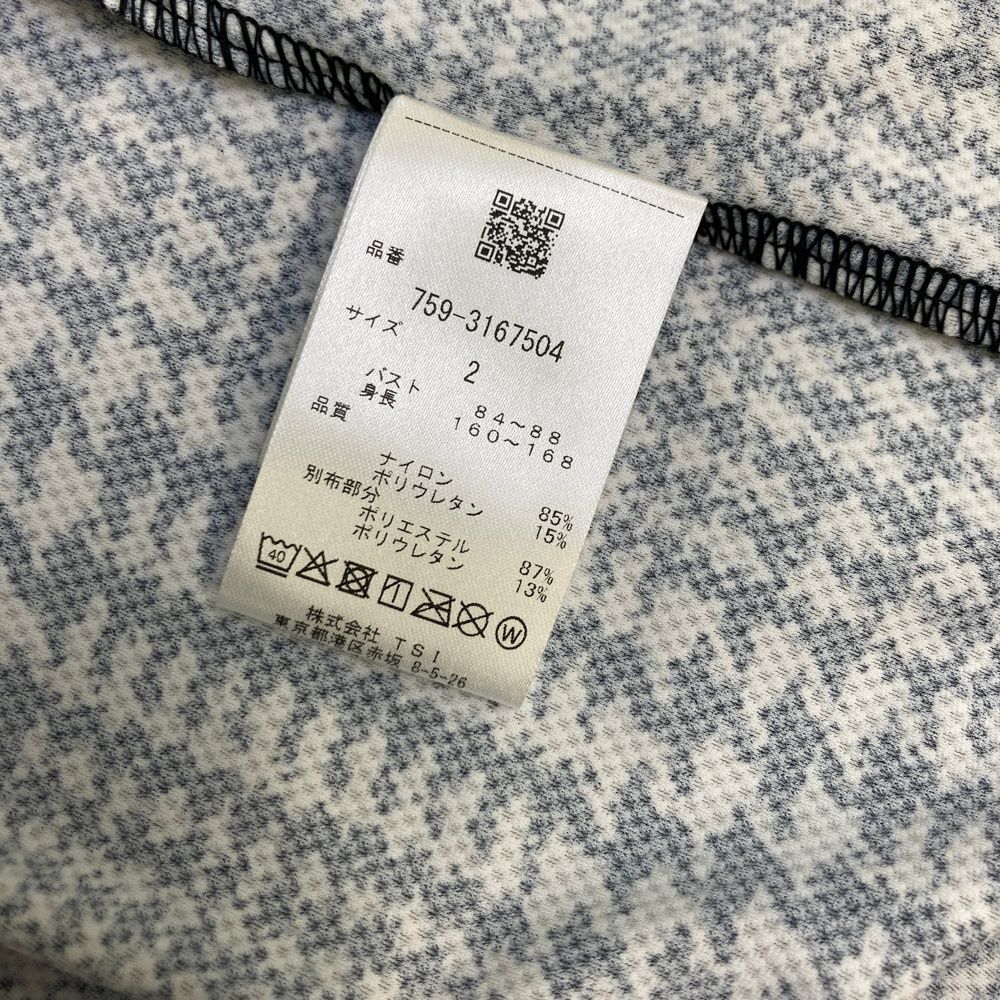 品番
759-3167504
サイズ
2
バスト 84～88
身長 160～168
品質
ナイロン 85%
ポリウレタン 15%
別布部分
ポリエステル 87%
ポリウレタン 13%
40
W
株式会社 TSI
東京都港区赤坂 8-5-26